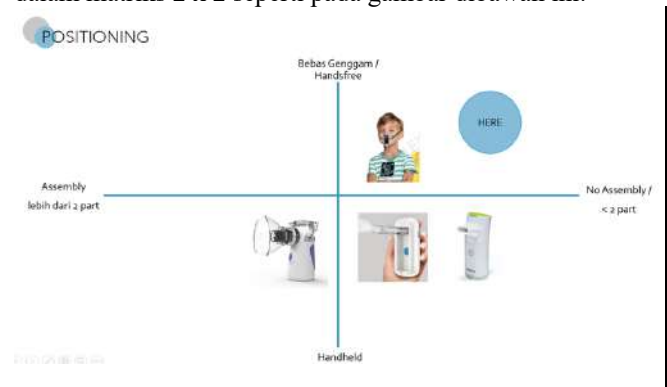 POSITIONING
Bebas Genggam /
Handsfree
HERE
Assembly
lebih dari 2 part
No Assembly /
< 2 part
Handheld